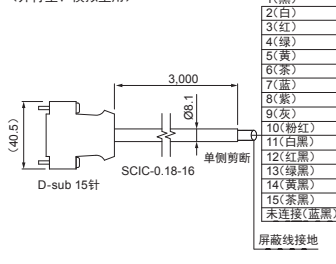 1(黑)
2(白)
3(红)
4(绿)
5(黄)
6(茶)
7(蓝)
8(紫)
9(灰)
10(粉红)
11(白黑)
12(红黑)
13(绿黑)
14(黄黑)
15(茶黑)
未连接(蓝黑)
3,000
Ø8.1
(40.5)
单侧剪断
SCIC-0.18-16
D-sub 15针
屏蔽线接地